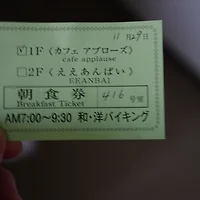 11月29日
☑1F《カフェ アプローズ》
cafe applause
□2F《ええあんばい》
EEANBAI
朝食券 416号室
Breakfast Ticket
AM7:00～9:30 和・洋バイキング